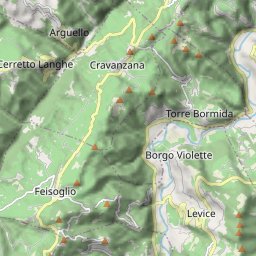 Arguello
Cerretto Langhe
Cravanzana
Torre Bormida
Borgo Violette
Feisoglio
Levice